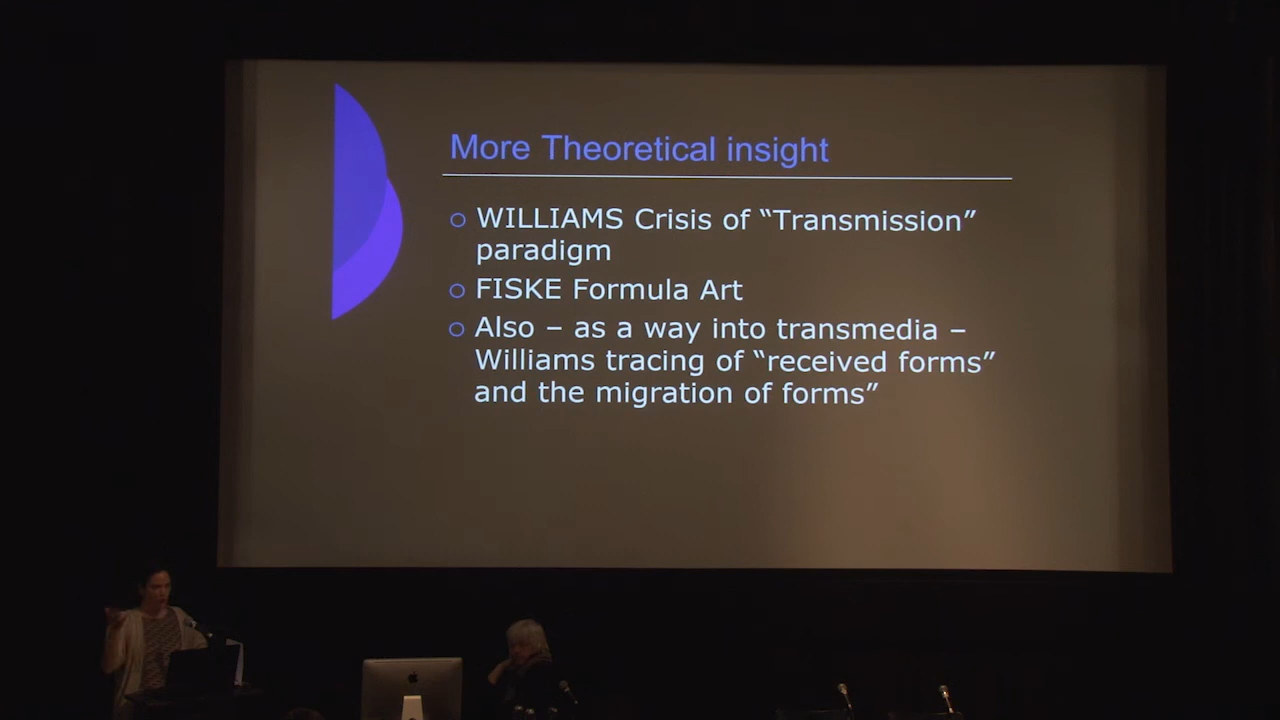 More Theoretical insight
WILLIAMS Crisis of “Transmission”
paradigm
FISKE Formula Art
Also – as a way into transmedia –
Williams tracing of “received forms”
and the migration of forms”